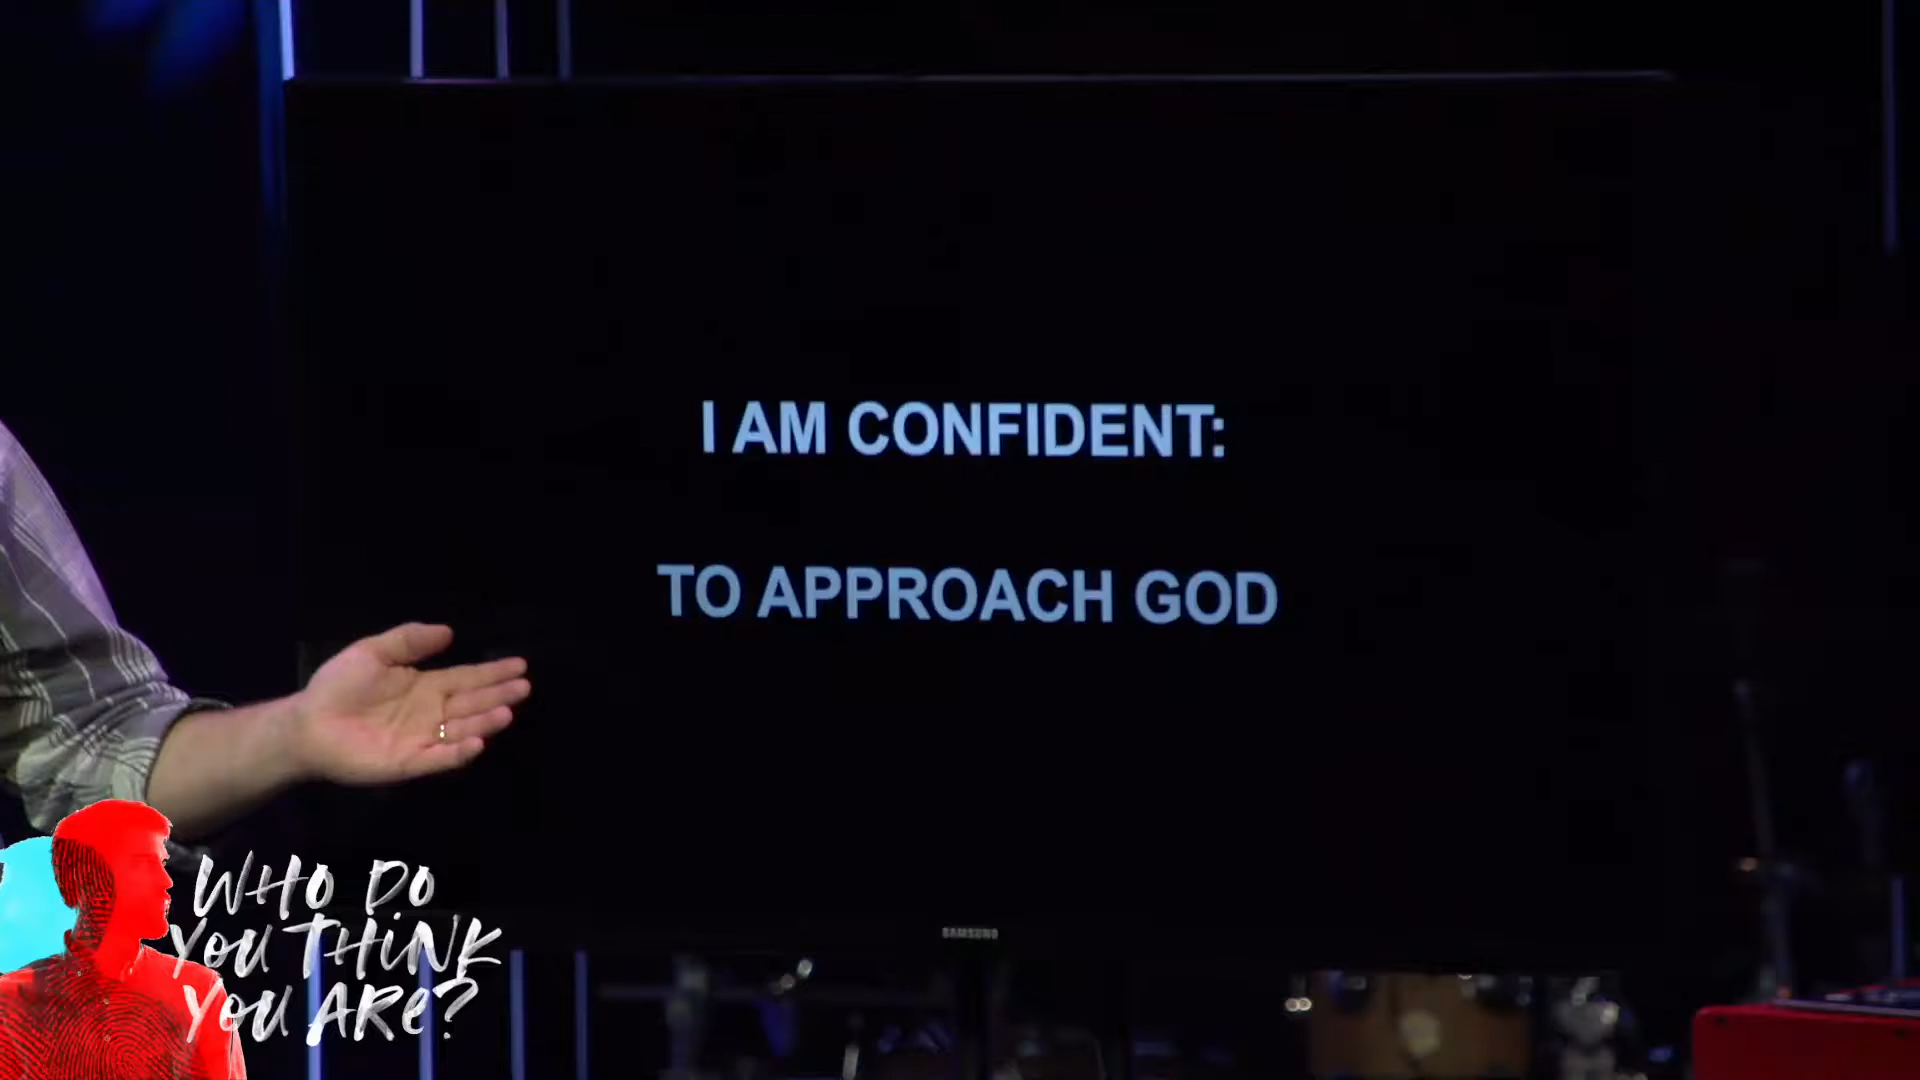 I AM CONFIDENT:
TO APPROACH GOD
SAMSUNG
WHO DO
YOU THINK
YOU ARE?